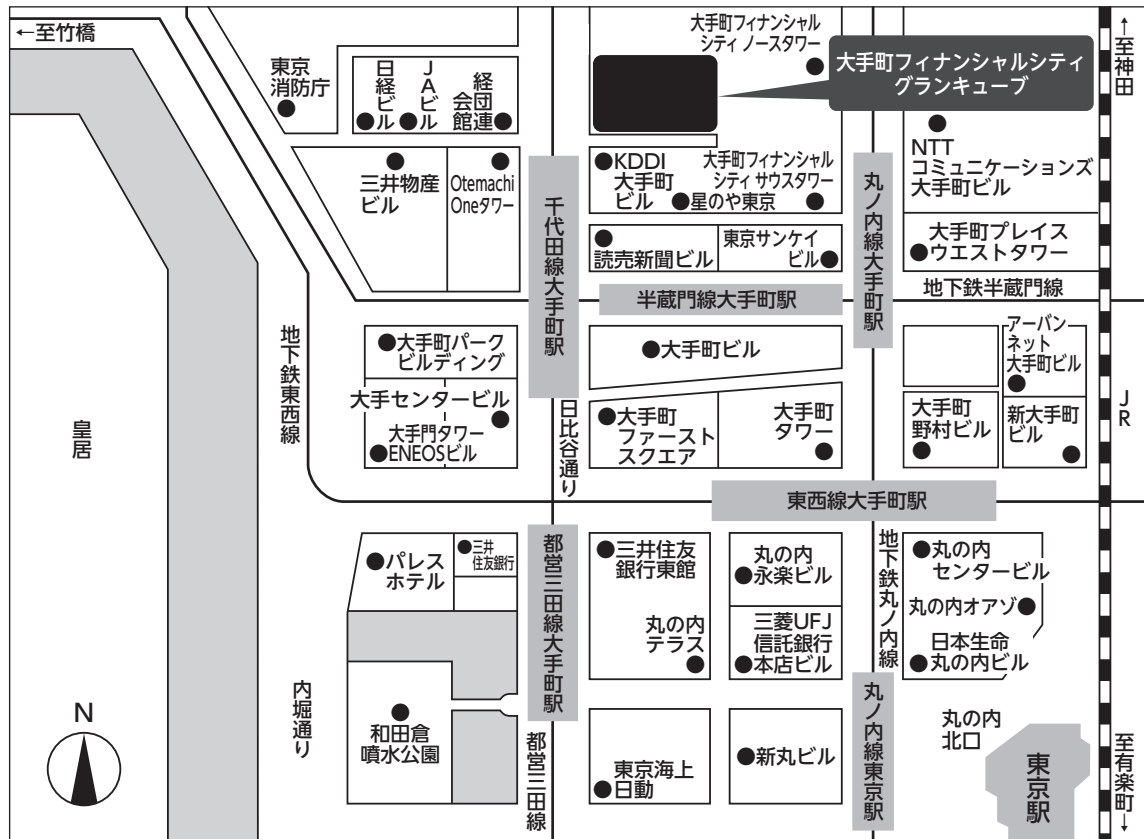 ←至竹橋
東京
消防庁
日経ビル
JAビル
経団連
会館
大手町フィナンシャル
シティ ノースタワー
大手町フィナンシャルシティ
グランキューブ
↑至神田
三井物産
ビル
Otemachi
Oneタワー
千代田線大手町駅
KDDI
大手町
ビル
大手町フィナンシャル
シティ サウスタワー
星のや東京
丸ノ内線大手町駅
NTT
コミュニケーションズ
大手町ビル
読売新聞ビル
東京サンケイ
ビル
大手町プレイス
ウエストタワー
半蔵門線大手町駅
地下鉄半蔵門線
地下鉄東西線
大手町パーク
ビルディング
大手センタービル
大手門タワー
ENEOSビル
日比谷通り
大手町ビル
大手町
ファースト
スクエア
大手町
タワー
アーバン
ネット
大手町ビル
大手町
野村ビル
新大手町
ビル
JR
皇居
東西線大手町駅
パレス
ホテル
三井
住友銀行
都営三田線大手町駅
三井住友
銀行東館
丸の内
テラス
丸の内
永楽ビル
三菱UFJ
信託銀行
本店ビル
地下鉄丸ノ内線
丸の内
センタービル
丸の内オアゾ
日本生命
丸の内ビル
内堀通り
和田倉
噴水公園
都営三田線
東京海上
日動
新丸ビル
丸ノ内線東京駅
丸の内
北口
東京駅
至有楽町↓
N